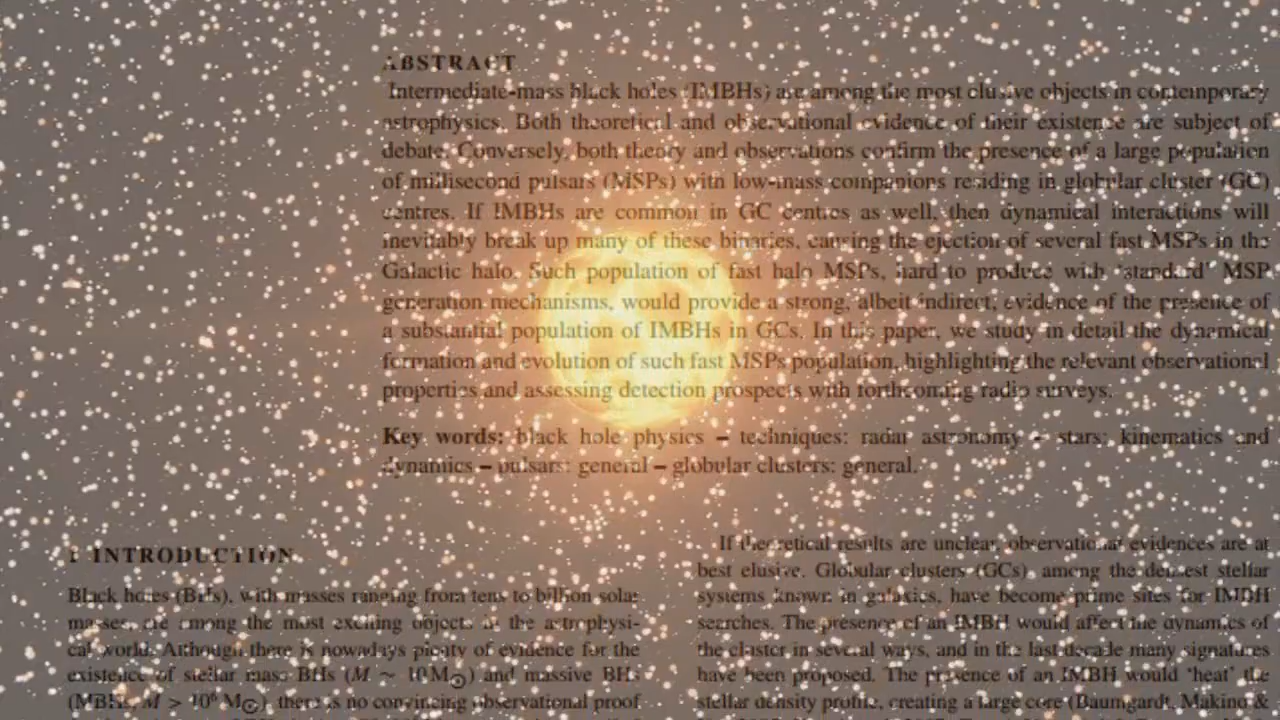 ABSTRACT
Intermediate-mass black holes (IMBHs) are among the most elusive objects in contemporary
astrophysics. Both theoretical and observational evidence of their existence are subject of
debate. Conversely, both theory and observations confirm the presence of a large population
of millisecond pulsars (MSPs) with low-mass companions residing in globular cluster (GC)
centres. If IMBHs are common in GC centres as well, then dynamical interactions will
inevitably break up many of these binaries, causing the ejection of several fast MSPs in the
Galactic halo. Such population of fast halo MSPs, hard to produce with ‘standard’ MSP
generation mechanisms, would provide a strong, albeit indirect, evidence of the presence of
a substantial population of IMBHs in GCs. In this paper, we study in detail the dynamical
formation and evolution of such fast MSPs population, highlighting the relevant observational
properties and assessing detection prospects with forthcoming radio surveys.
Key words: black hole physics – techniques: radar astronomy – stars: kinematics and
dynamics – pulsars: general – globular clusters: general.
1 INTRODUCTION
Black holes (BHs), with masses ranging from tens to billion solar
masses, are among the most exciting objects in the astrophysi-
cal world. Although there is nowadays plenty of evidence for the
existence of stellar mass BHs (M ∼ 10 M⊙) and massive BHs
(MBHs, M > 10⁶ M⊙), there is no convincing observational proof
If theoretical results are unclear, observational evidences are at
best elusive. Globular clusters (GCs), among the densest stellar
systems known in galaxies, have become prime sites for IMBH
searches. The presence of an IMBH would affect the dynamics of
the cluster in several ways, and in the last decade many signatures
have been proposed. The presence of an IMBH would ‘heat’ the
stellar density profile, creating a large core (Baumgardt, Makino &